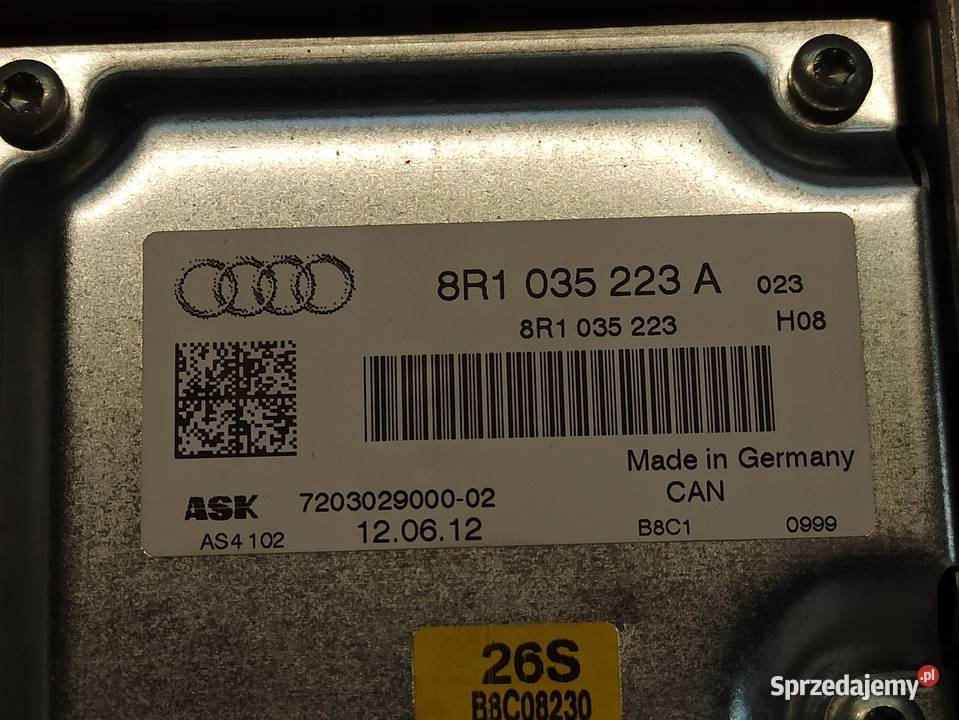 8R1 035 223 A 023
8R1 035 223 H08
Made in Germany
ASK 7203029000-02 CAN
AS4 102 12.06.12 B8C1 0999
26S
B8C08230
Sprzedajemy.pl